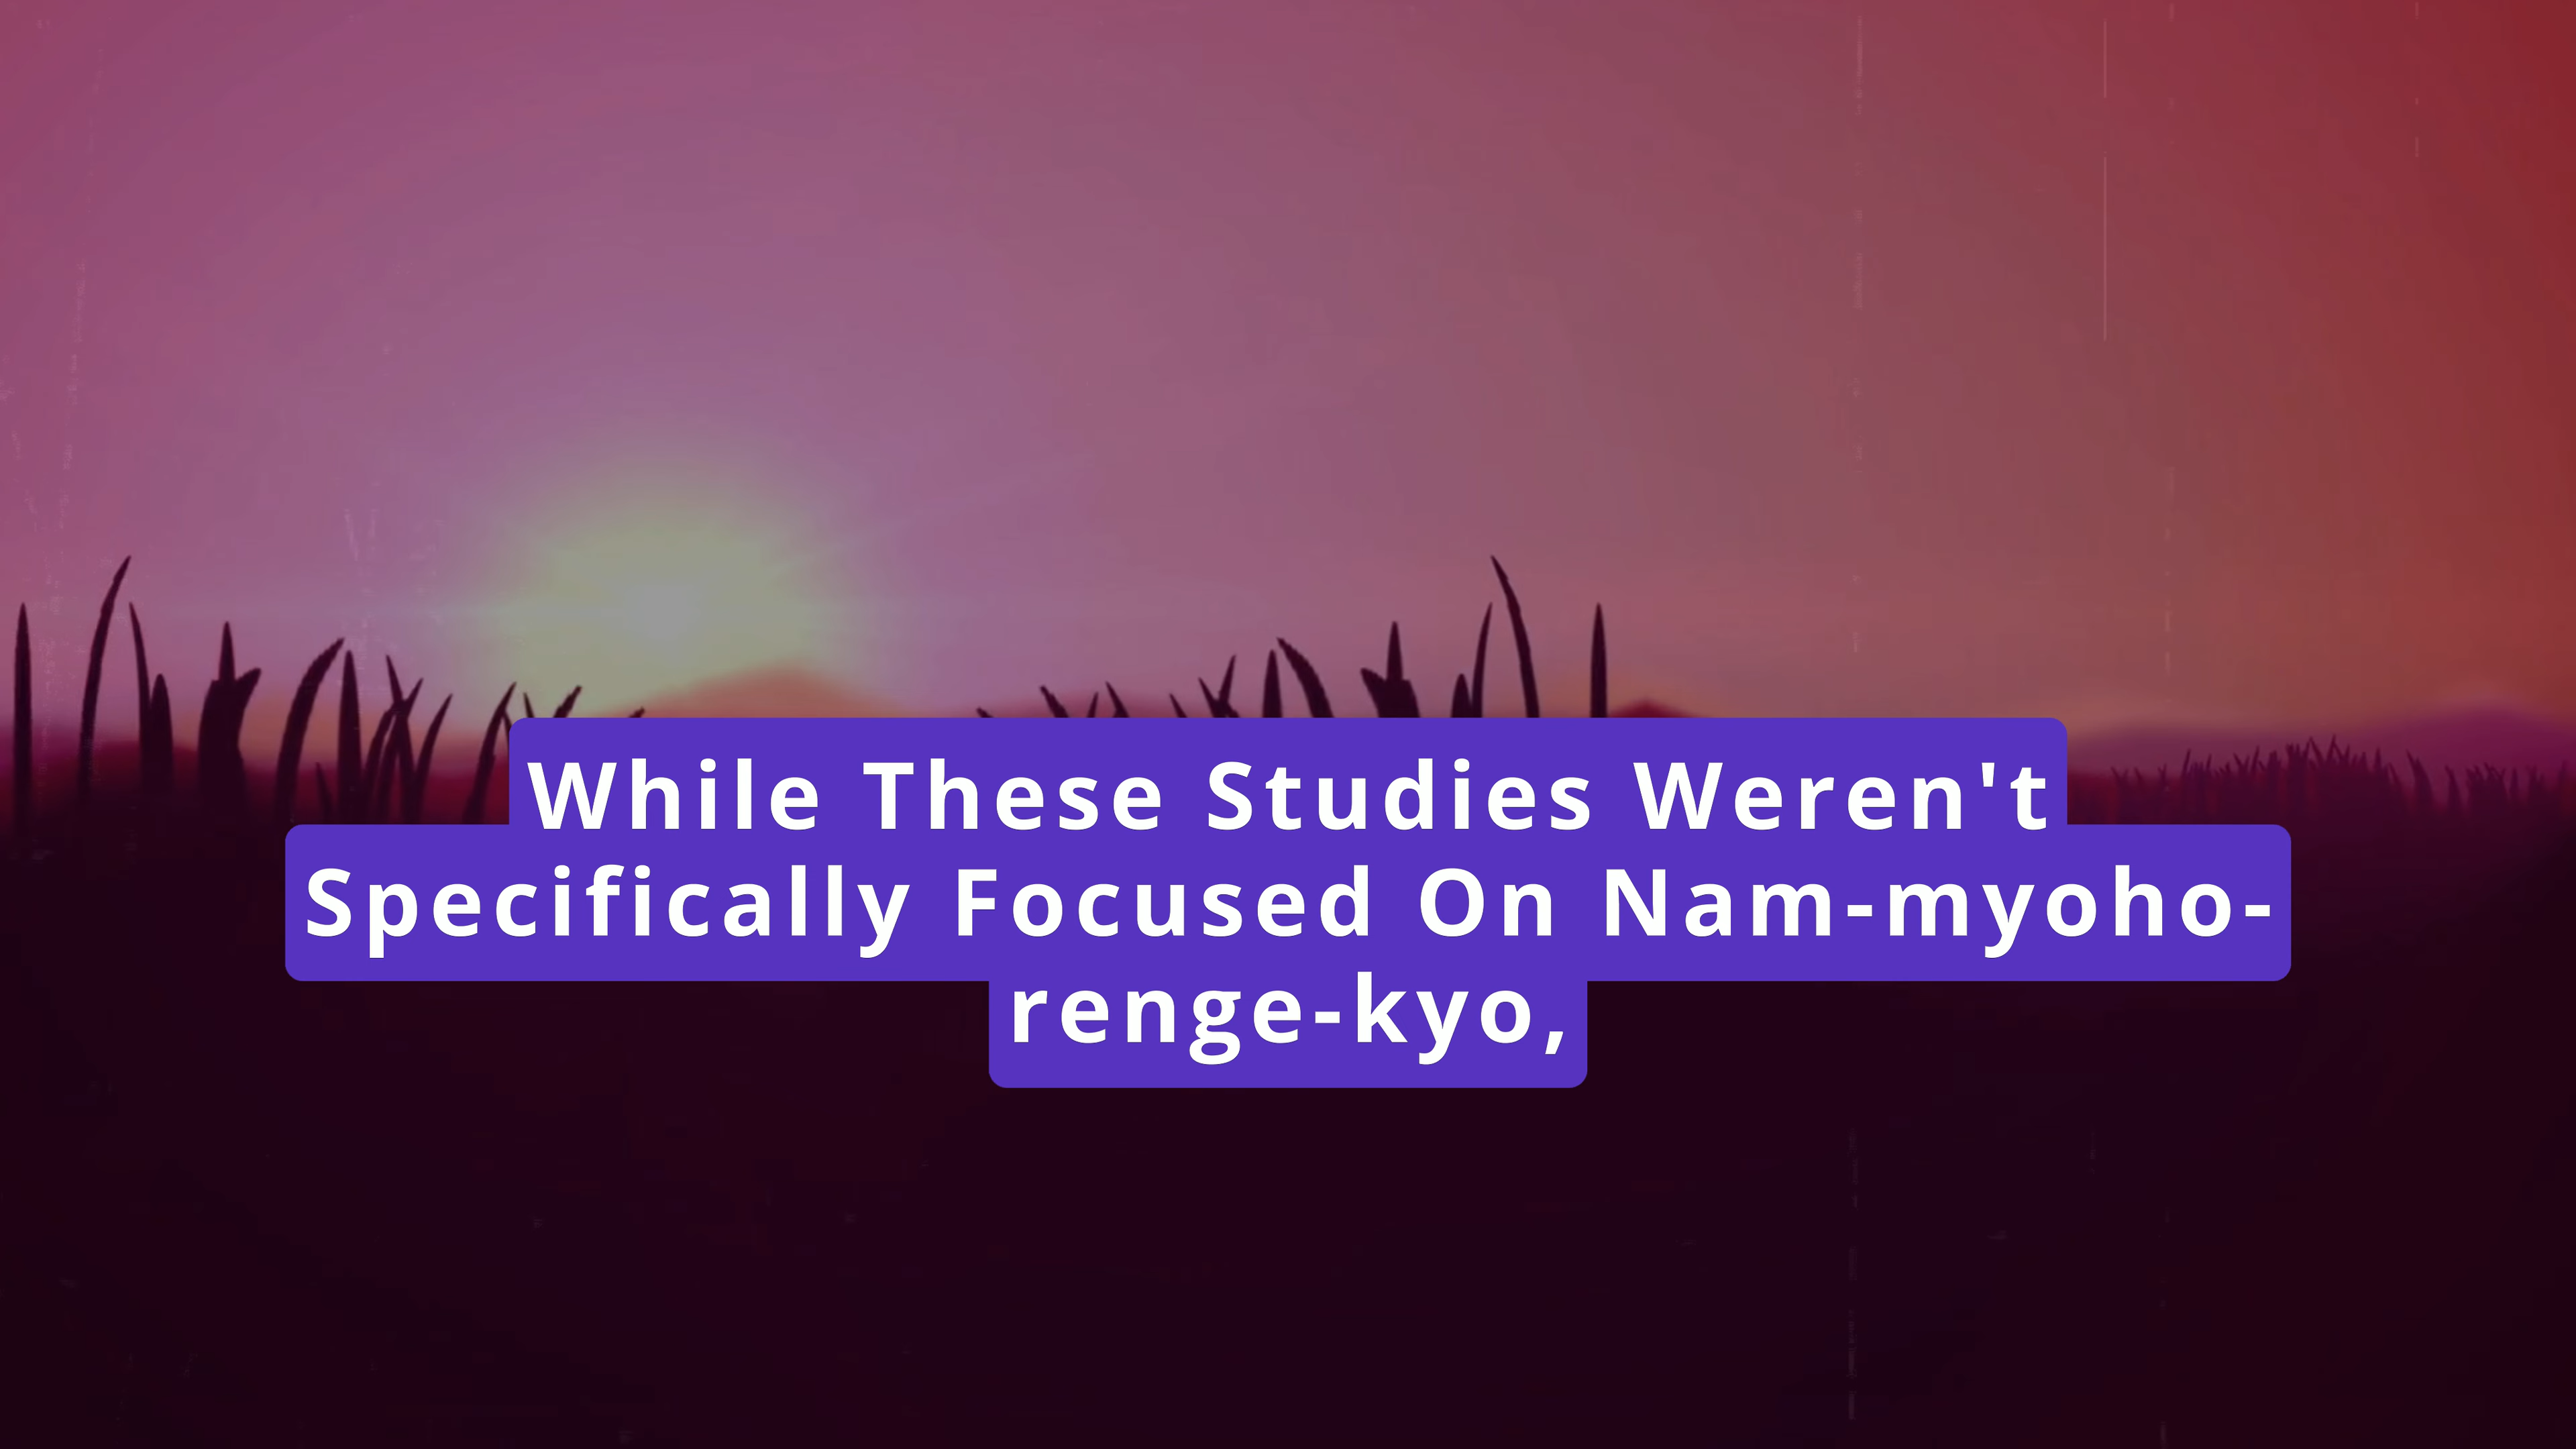 While These Studies Weren't
Specifically Focused On Nam-myoho-
renge-kyo,